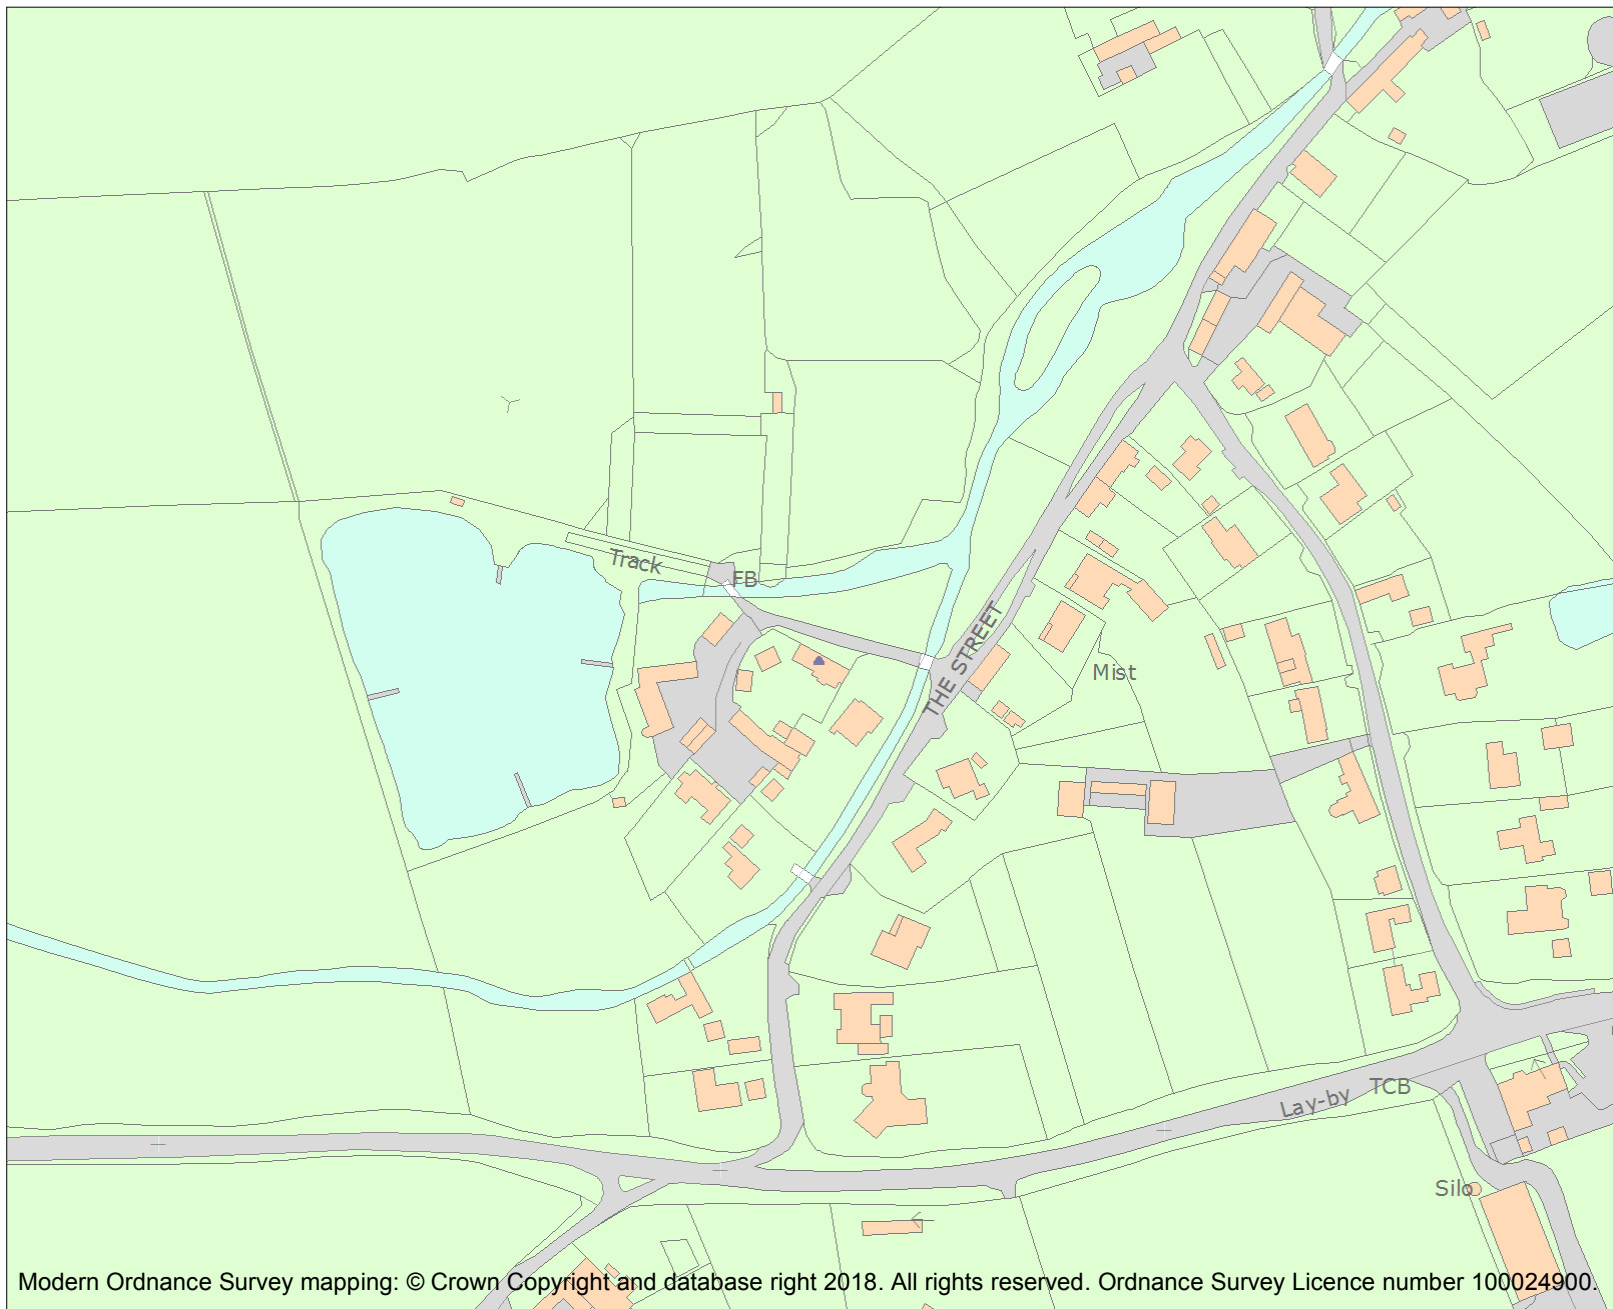 Track
FB
THE STREET
Mist
Lay-by
TCB
Silo
Modern Ordnance Survey mapping: © Crown Copyright and database right 2018. All rights reserved. Ordnance Survey Licence number 100024900.